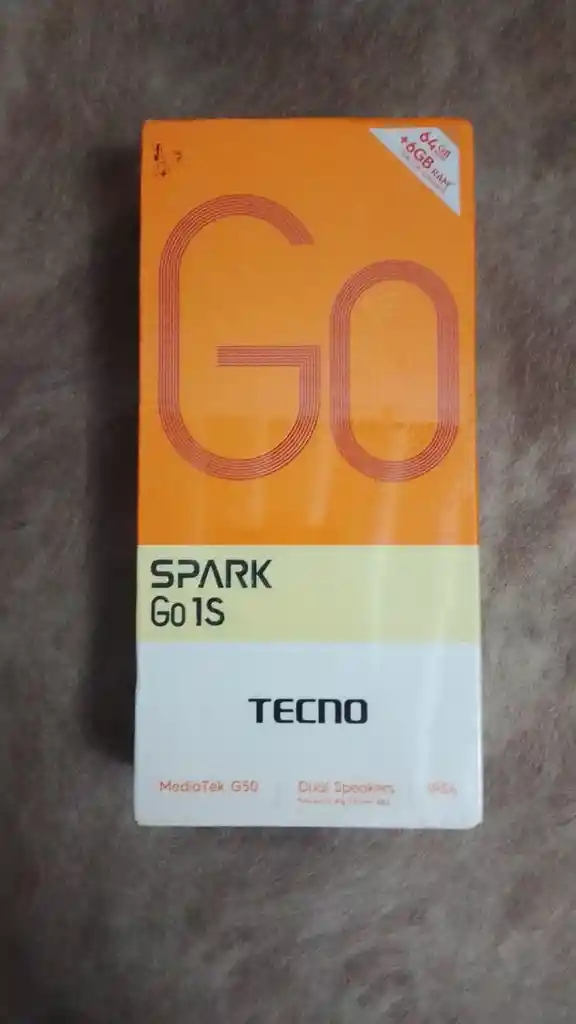 64GB
+6GB RAM*
Go
SPARK
Go 1S
TECNO
MediaTek G50
Dual Speakers